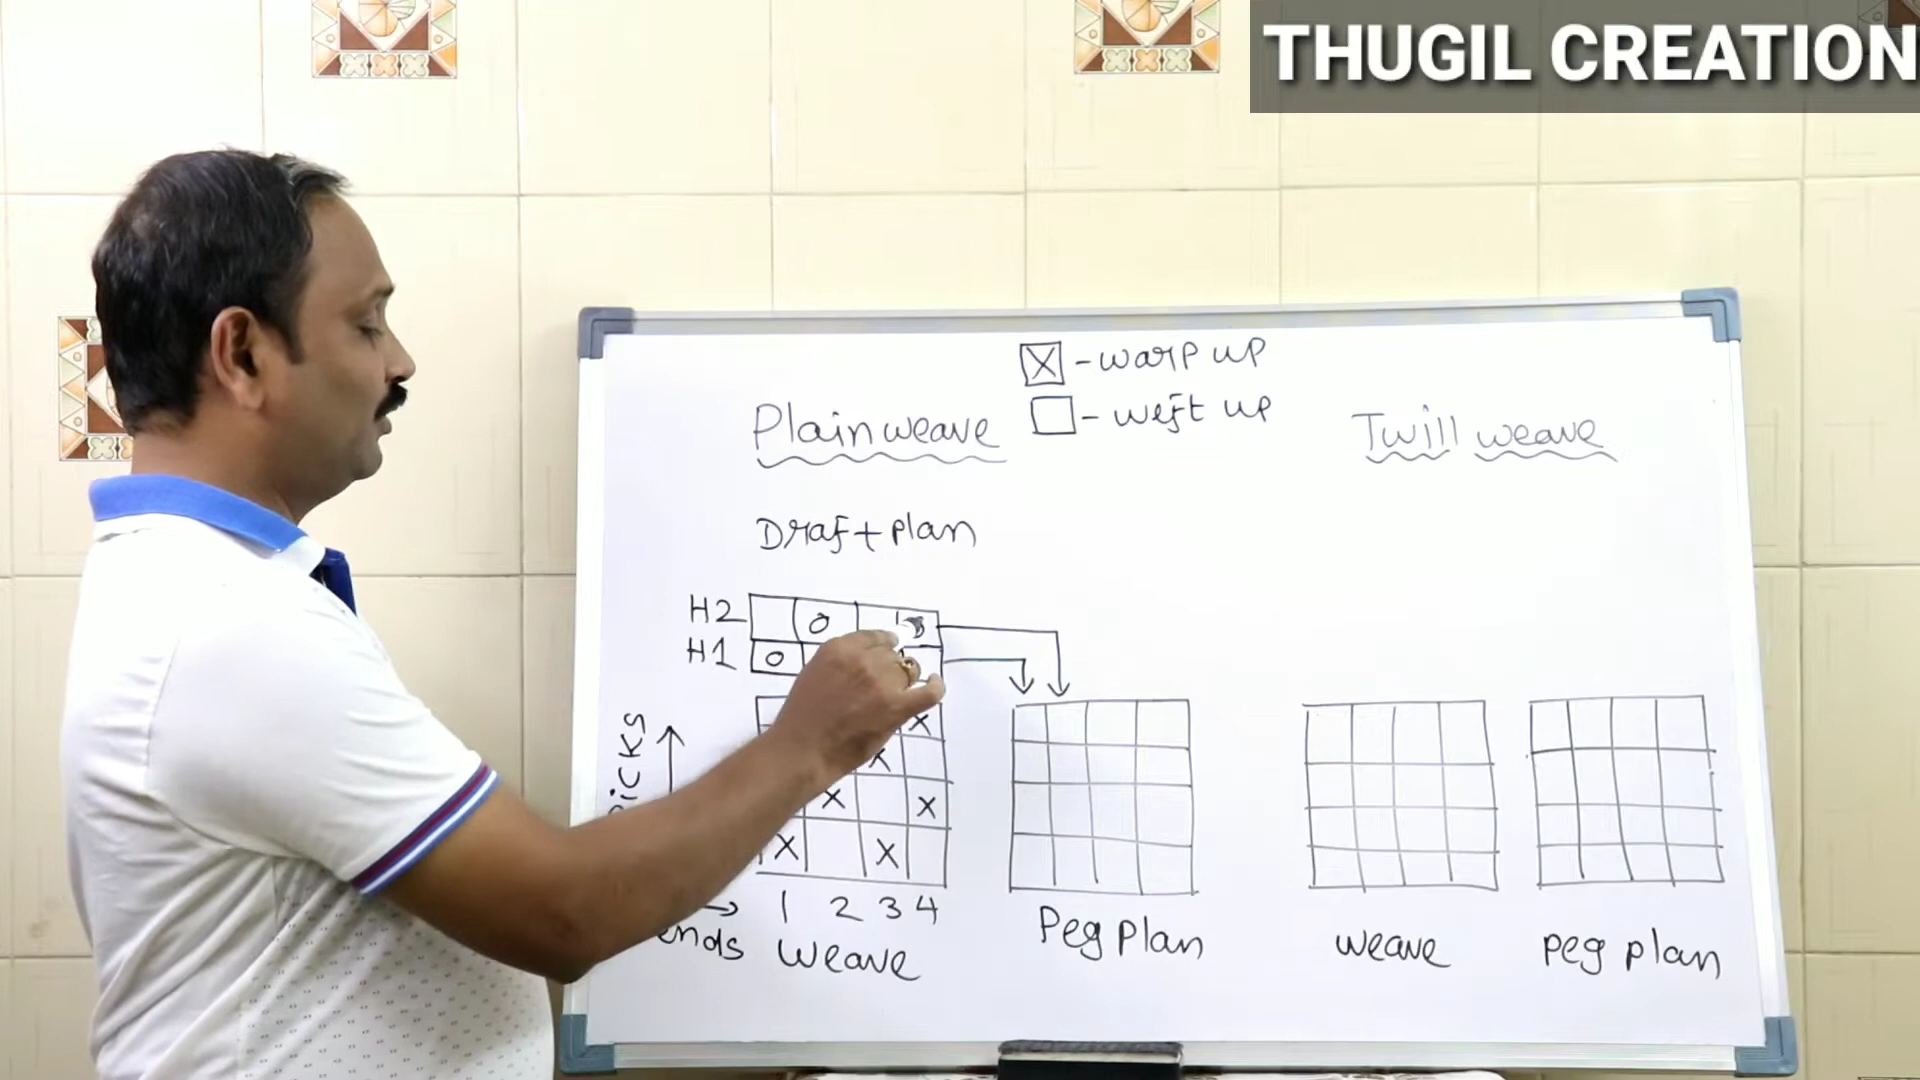 THUGIL CREATION
X - warp up
- weft up
Plain weave
Twill weave
Draft plan
H2 O
H1 O
Picks
X
X
X X
X X
ends → 1 2 3 4
Weave
Peg Plan
weave
Peg plan